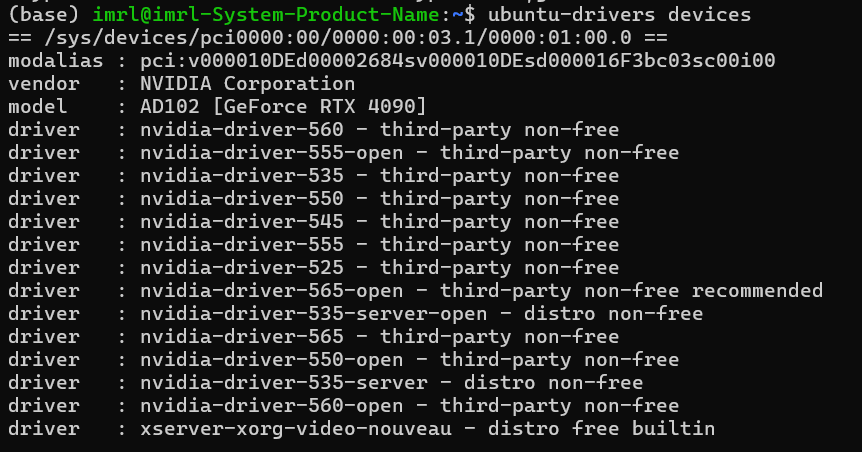 (base) imrl@imrl-System-Product-Name:~$ ubuntu-drivers devices
== /sys/devices/pci0000:00/0000:00:03.1/0000:01:00.0 ==
modalias : pci:v000010DEd00002684sv000010DEsd000016F3bc03sc00i00
vendor   : NVIDIA Corporation
model    : AD102 [GeForce RTX 4090]
driver   : nvidia-driver-560 - third-party non-free
driver   : nvidia-driver-555-open - third-party non-free
driver   : nvidia-driver-535 - third-party non-free
driver   : nvidia-driver-550 - third-party non-free
driver   : nvidia-driver-545 - third-party non-free
driver   : nvidia-driver-555 - third-party non-free
driver   : nvidia-driver-525 - third-party non-free
driver   : nvidia-driver-565-open - third-party non-free recommended
driver   : nvidia-driver-535-server-open - distro non-free
driver   : nvidia-driver-565 - third-party non-free
driver   : nvidia-driver-550-open - third-party non-free
driver   : nvidia-driver-535-server - distro non-free
driver   : nvidia-driver-560-open - third-party non-free
driver   : xserver-xorg-video-nouveau - distro free builtin